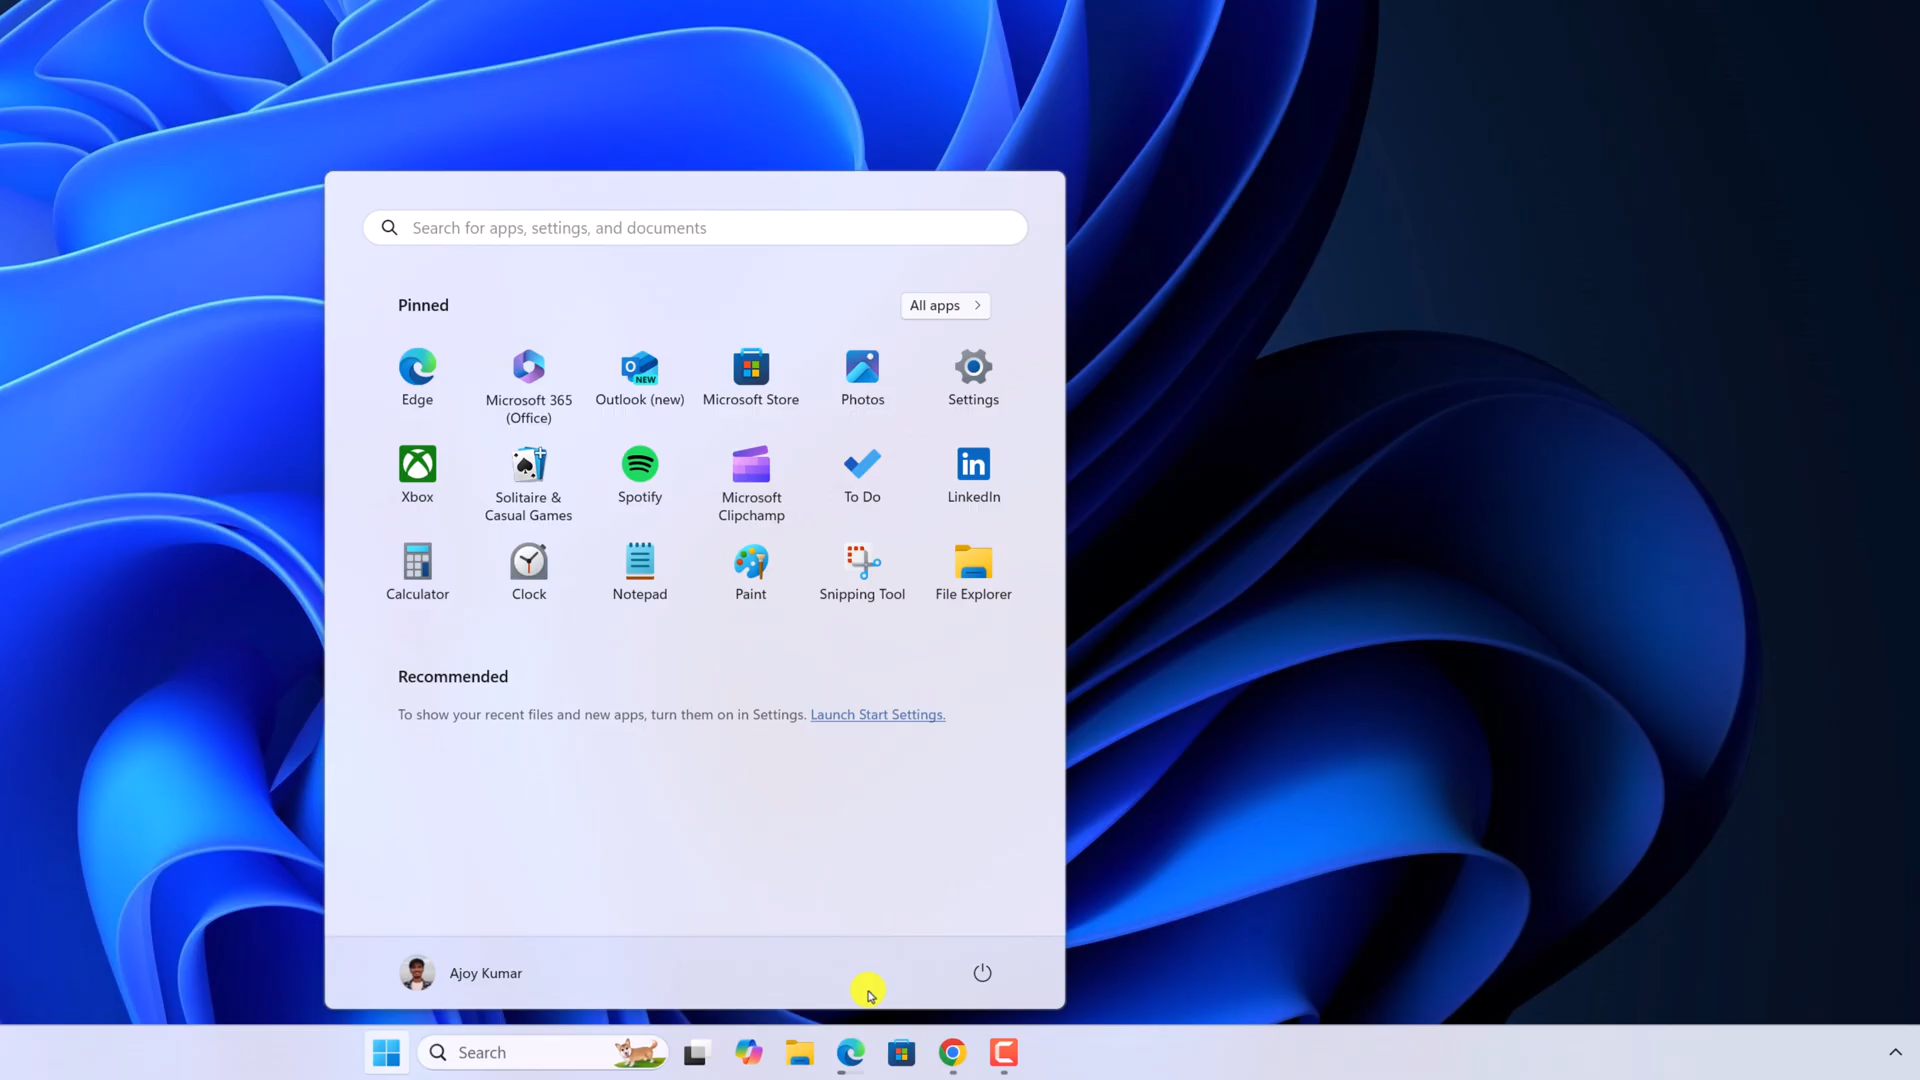 Search for apps, settings, and documents
Pinned
All apps
Edge
Microsoft 365
(Office)
Outlook (new)
Microsoft Store
Photos
Settings
NEW
Xbox
Solitaire &
Casual Games
Spotify
Microsoft
Clipchamp
To Do
in
LinkedIn
Calculator
Clock
Notepad
Paint
Snipping Tool
File Explorer
Recommended
To show your recent files and new apps, turn them on in Settings. Launch Start Settings.
Ajoy Kumar
Search